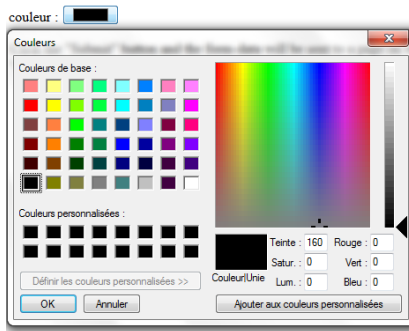 couleur :
Couleurs
Couleurs de base :
Couleurs personnalisées :
Définir les couleurs personnalisées >>
OK
Annuler
Couleur|Unie
Teinte : 160
Rouge : 0
Satur. : 0
Vert : 0
Lum. : 0
Bleu : 0
Ajouter aux couleurs personnalisées